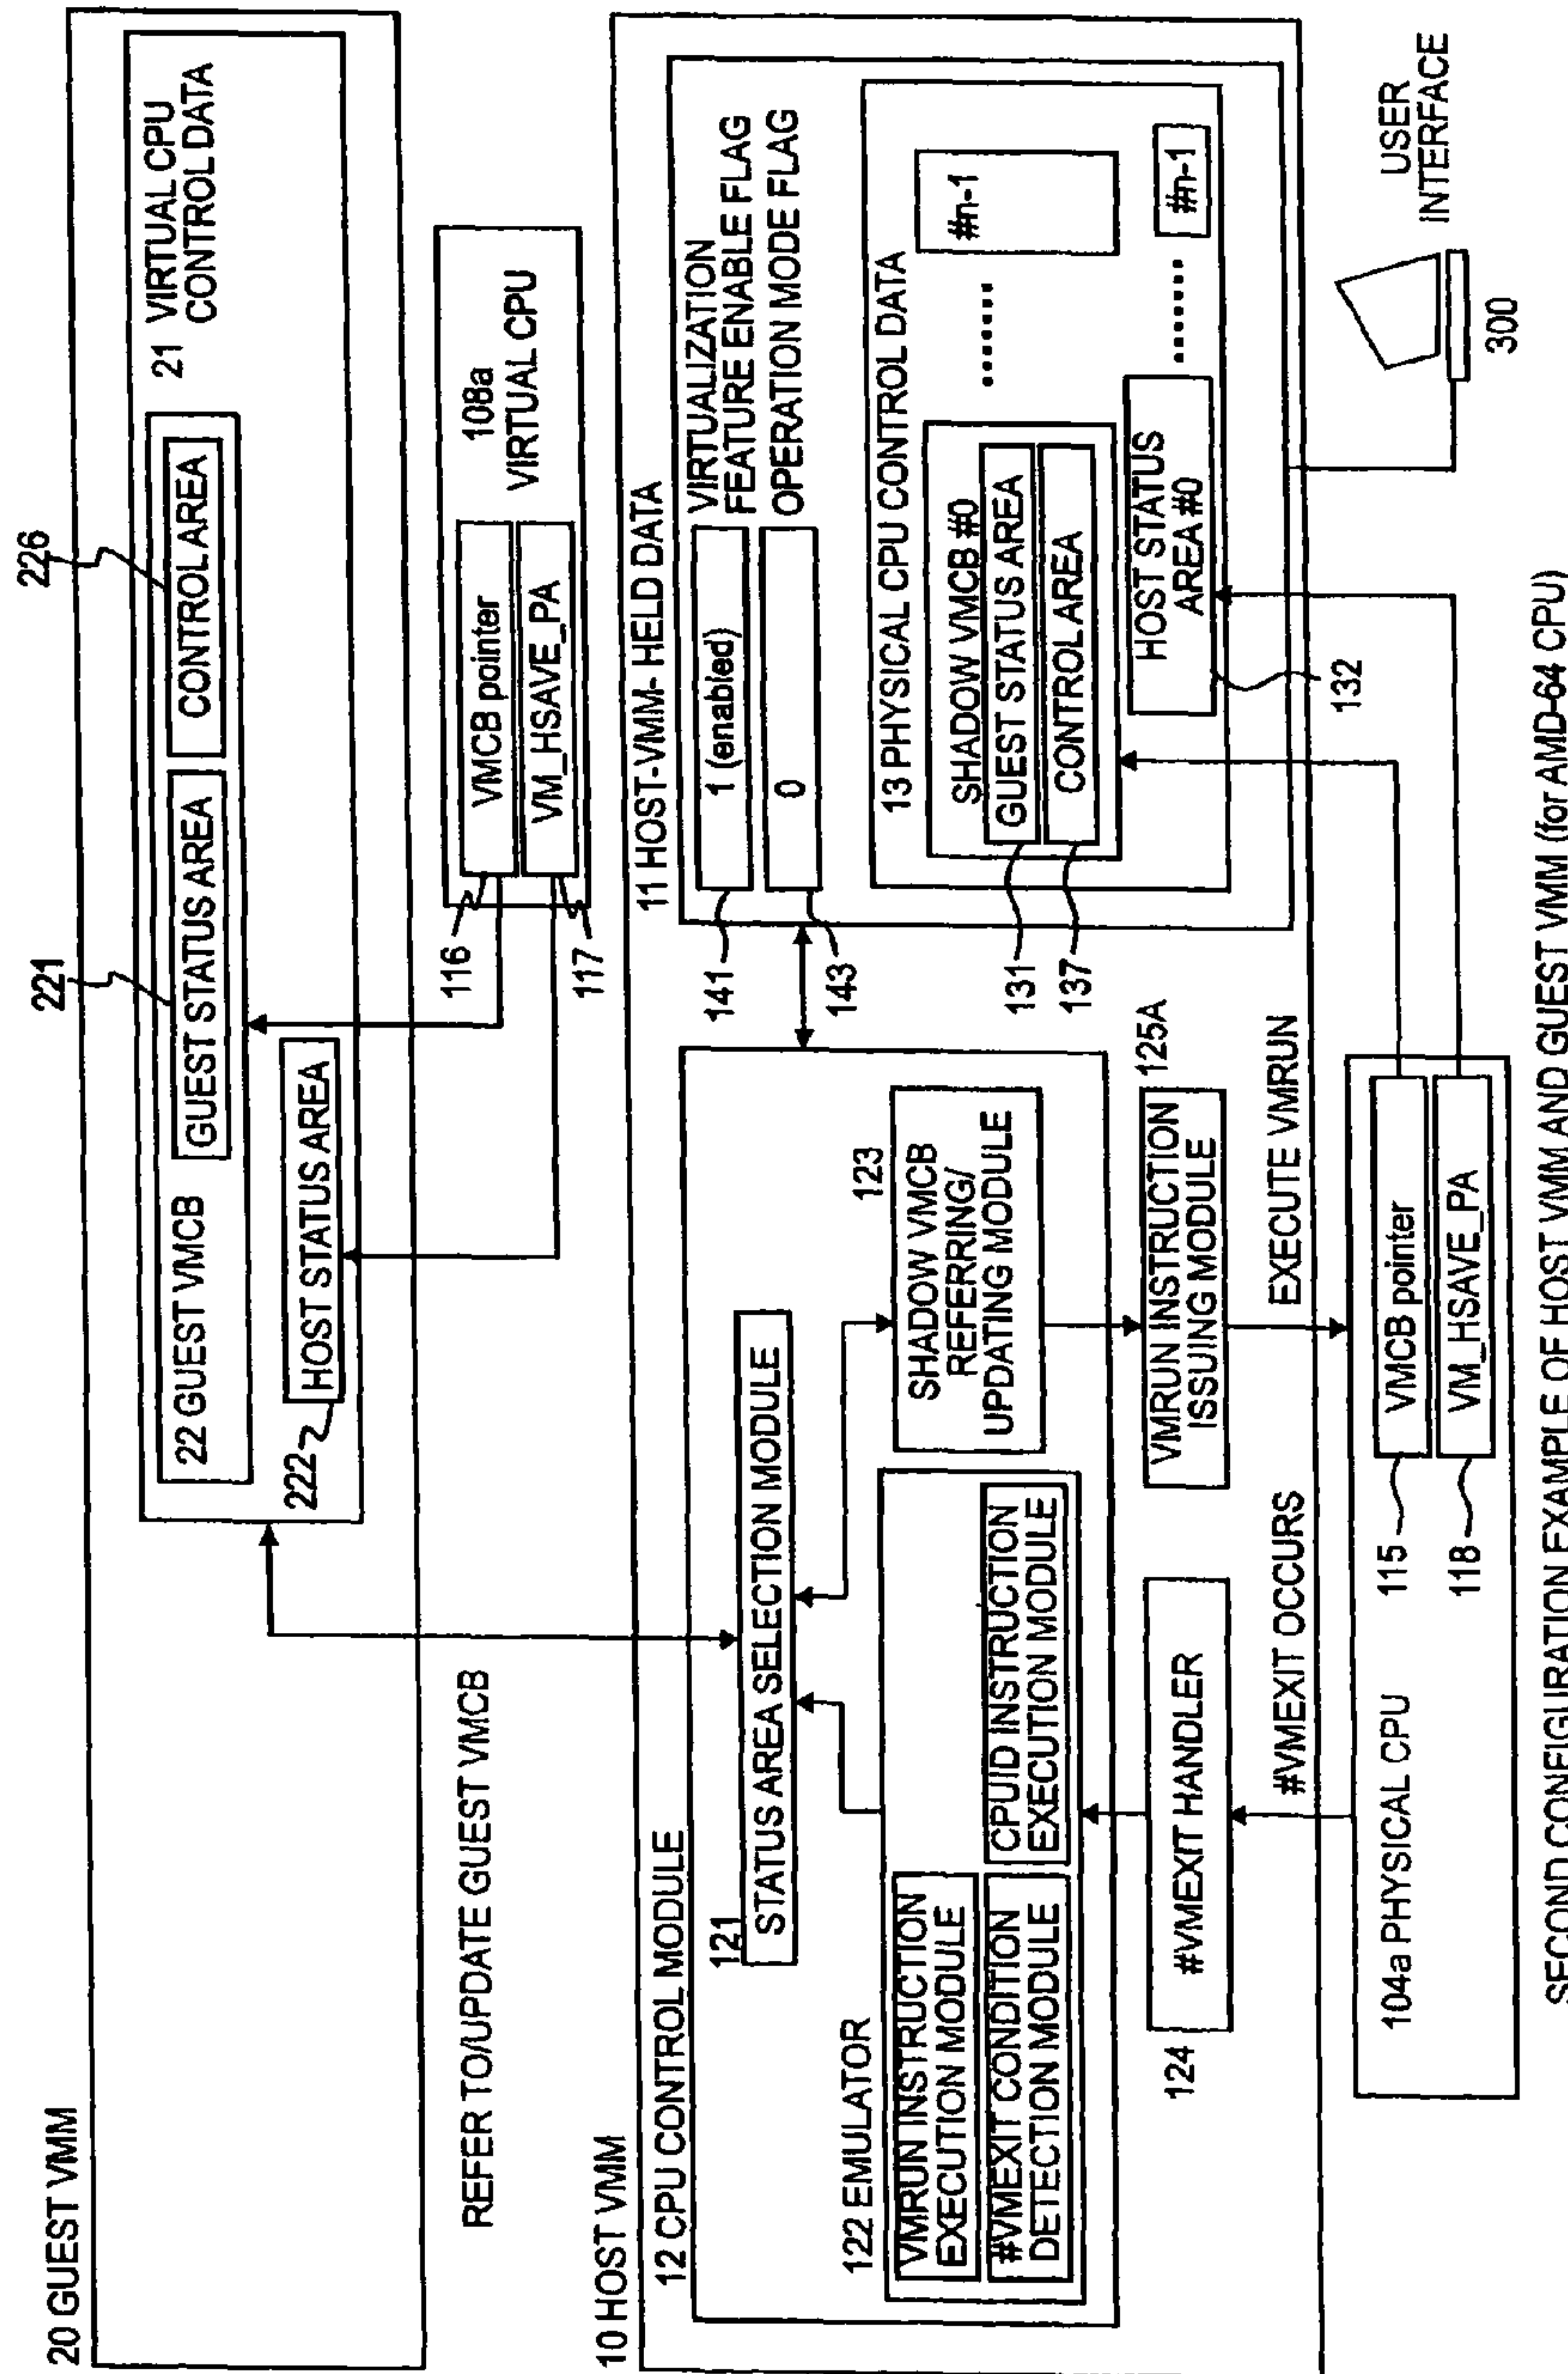 20 GUEST VMM
22 GUEST VMCB
221
GUEST STATUS AREA
226
CONTROL AREA
21 VIRTUAL CPU
CONTROL DATA
222
HOST STATUS AREA
REFER TO/UPDATE GUEST VMCB
116
VMCB pointer
117
VM_HSAVE_PA
108a
VIRTUAL CPU
10 HOST VMM
12 CPU CONTROL MODULE
121
STATUS AREA SELECTION MODULE
122 EMULATOR
VMRUN INSTRUCTION
EXECUTION MODULE
#VMEXIT CONDITION
DETECTION MODULE
CPUID INSTRUCTION
EXECUTION MODULE
123
SHADOW VMCB
REFERRING/
UPDATING MODULE
124
#VMEXIT HANDLER
125A
VMRUN INSTRUCTION
ISSUING MODULE
#VMEXIT OCCURS
EXECUTE VMRUN
11 HOST-VMM- HELD DATA
141
1 (enabled)
VIRTUALIZATION
FEATURE ENABLE FLAG
143
0
OPERATION MODE FLAG
13 PHYSICAL CPU CONTROL DATA
SHADOW VMCB #0
131
GUEST STATUS AREA
137
CONTROL AREA
.......
#n-1
HOST STATUS
AREA #0
.......
#n-1
132
104a PHYSICAL CPU
115
VMCB pointer
118
VM_HSAVE_PA
300
USER
INTERFACE
SECOND CONFIGURATION EXAMPLE OF HOST VMM AND GUEST VMM (for AMD-64 CPU)